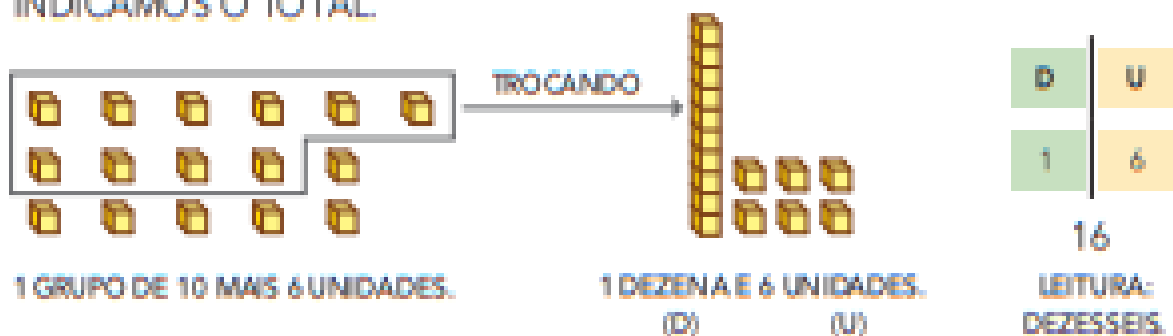 INDICAMOS O TOTAL.
TROCANDO
D U
1 6
16
1 GRUPO DE 10 MAIS 6 UNIDADES.
1 DEZENA E 6 UNIDADES.
(D) (U)
LEITURA:
DEZESSEIS.